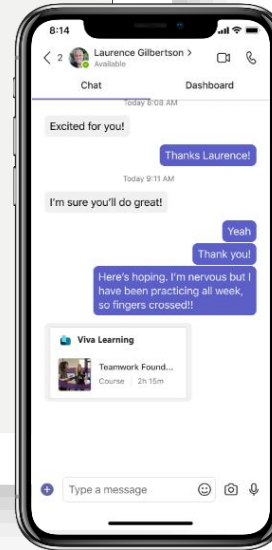 8:14
2 Laurence Gilbertson >
Available
Chat Dashboard
Today 8:08 AM
Excited for you!
Thanks Laurence!
Today 9:11 AM
I'm sure you'll do great!
Yeah
Thank you!
Here's hoping. I'm nervous but I
have been practicing all week,
so fingers crossed!!
Viva Learning
Teamwork Found...
Course 2h 15m
Type a message